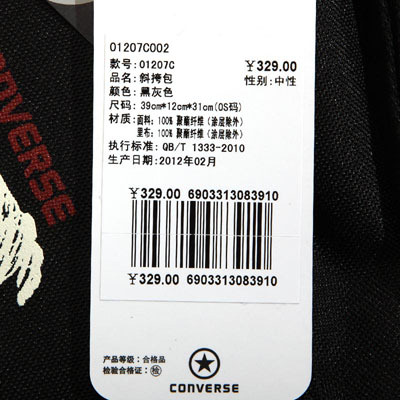 CONVERSE
01207C002
款号:01207C ￥329.00
品名:斜挎包 性别:中性
颜色:黑灰色
尺码:39cm*12cm*31cm(OS码)
材质:面料:100% 聚酯纤维(涂层除外)
里布:100% 聚酯纤维(涂层除外)
执行标准:QB/T 1333-2010
生产日期:2012年02月
￥329.00 6903313083910
￥329.00 6903313083910
产品等级:合格品
检验合格证:检
CONVERSE